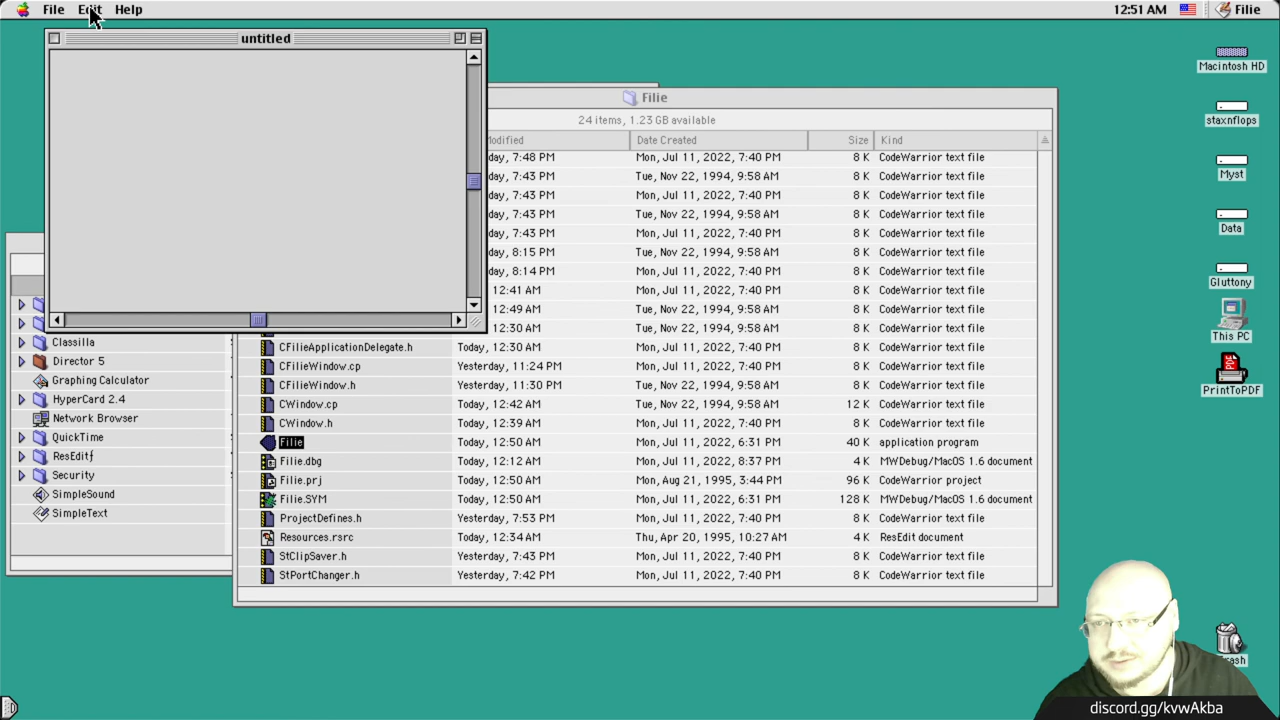 File Edit Help
12:51 AM
Filie
untitled
Filie
24 items, 1.23 GB available
Modified
Date Created
Size
Kind
day, 7:48 PM Mon, Jul 11, 2022, 7:40 PM 8 K CodeWarrior text file
day, 7:43 PM Tue, Nov 22, 1994, 9:58 AM 8 K CodeWarrior text file
day, 7:43 PM Mon, Jul 11, 2022, 7:40 PM 8 K CodeWarrior text file
day, 7:43 PM Tue, Nov 22, 1994, 9:58 AM 8 K CodeWarrior text file
day, 7:43 PM Mon, Jul 11, 2022, 7:40 PM 8 K CodeWarrior text file
day, 8:15 PM Tue, Nov 22, 1994, 9:58 AM 8 K CodeWarrior text file
day, 8:14 PM Mon, Jul 11, 2022, 7:40 PM 8 K CodeWarrior text file
12:41 AM Mon, Jul 11, 2022, 7:40 PM 8 K CodeWarrior text file
12:49 AM Mon, Jul 11, 2022, 7:40 PM 8 K CodeWarrior text file
12:30 AM Mon, Jul 11, 2022, 7:40 PM 8 K CodeWarrior text file
CFilieApplicationDelegate.h Today, 12:30 AM Mon, Jul 11, 2022, 7:40 PM 8 K CodeWarrior text file
CFilieWindow.cp Yesterday, 11:24 PM Mon, Jul 11, 2022, 7:40 PM 8 K CodeWarrior text file
CFilieWindow.h Yesterday, 11:30 PM Tue, Nov 22, 1994, 9:58 AM 8 K CodeWarrior text file
CWindow.cp Today, 12:42 AM Tue, Nov 22, 1994, 9:58 AM 12 K CodeWarrior text file
CWindow.h Today, 12:39 AM Mon, Jul 11, 2022, 7:40 PM 8 K CodeWarrior text file
Filie Today, 12:50 AM Mon, Jul 11, 2022, 6:31 PM 40 K application program
Filie.dbg Today, 12:12 AM Mon, Jul 11, 2022, 8:37 PM 4 K MWDebug/MacOS 1.6 document
Filie.prj Today, 12:50 AM Mon, Aug 21, 1995, 3:44 PM 96 K CodeWarrior project
Filie.SYM Today, 12:50 AM Mon, Jul 11, 2022, 6:31 PM 128 K MWDebug/MacOS 1.6 document
ProjectDefines.h Yesterday, 7:53 PM Mon, Jul 11, 2022, 7:40 PM 8 K CodeWarrior text file
Resources.rsrc Today, 12:34 AM Thu, Apr 20, 1995, 10:27 AM 4 K ResEdit document
StClipSaver.h Yesterday, 7:43 PM Mon, Jul 11, 2022, 7:40 PM 8 K CodeWarrior text file
StPortChanger.h Yesterday, 7:42 PM Mon, Jul 11, 2022, 7:40 PM 8 K CodeWarrior text file
Classilla
Director 5
Graphing Calculator
HyperCard 2.4
Network Browser
QuickTime
ResEdit ƒ
Security
SimpleSound
SimpleText
Macintosh HD
staxnflops
Myst
Data
Gluttony
This PC
PrintToPDF
Trash
discord.gg/kvwAkba